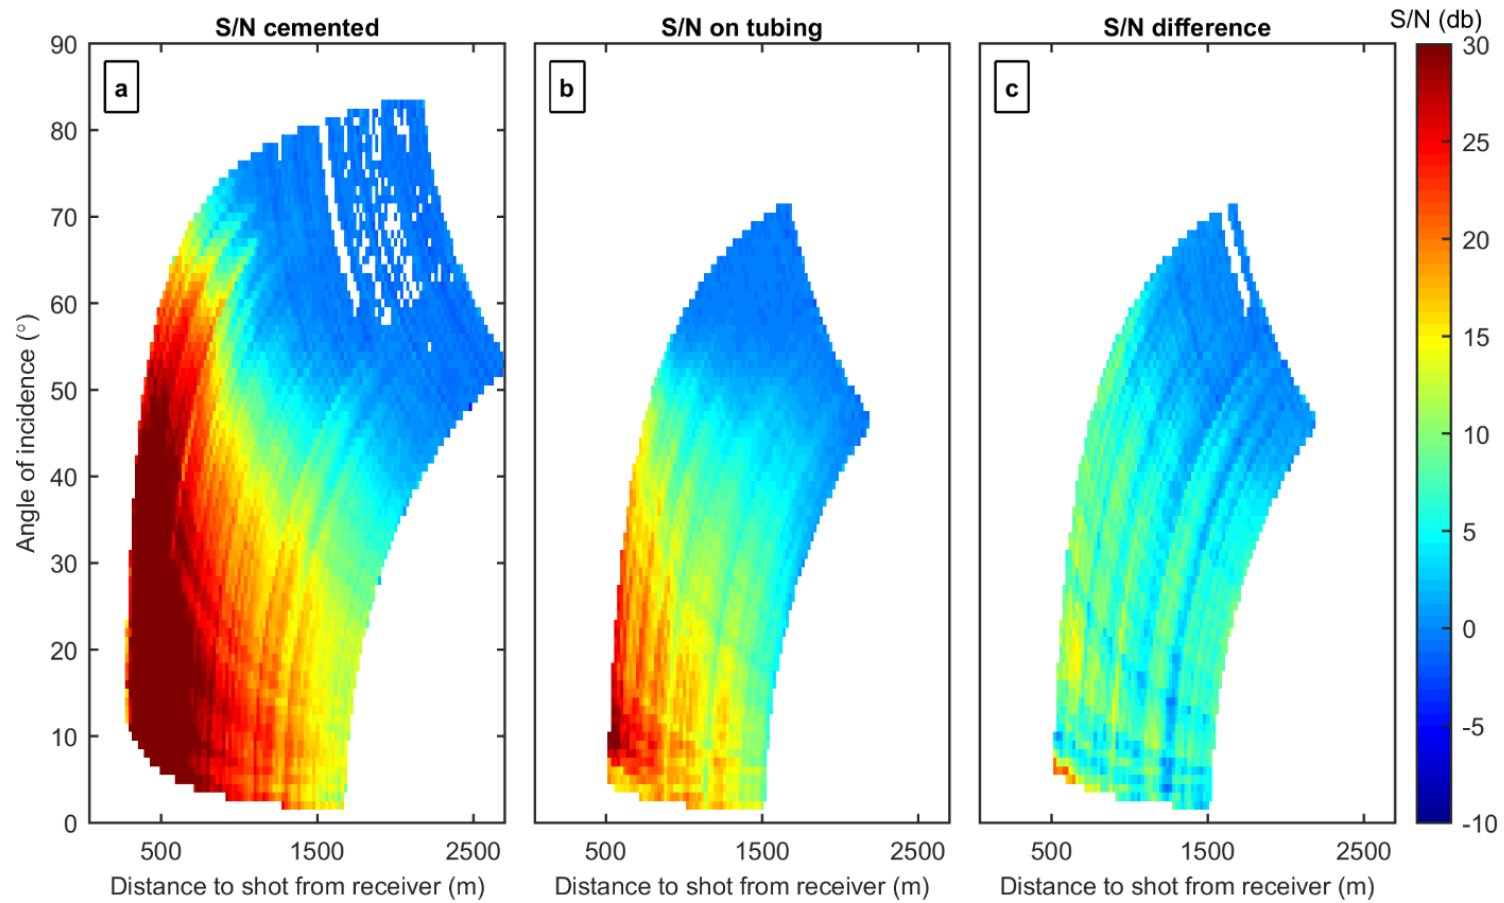 S/N cemented
S/N on tubing
S/N difference
S/N (db)
a
b
c
90
80
70
60
50
40
30
20
10
0
Angle of incidence (°)
30
25
20
15
10
5
0
-5
-10
500 1500 2500
500 1500 2500
500 1500 2500
Distance to shot from receiver (m)
Distance to shot from receiver (m)
Distance to shot from receiver (m)